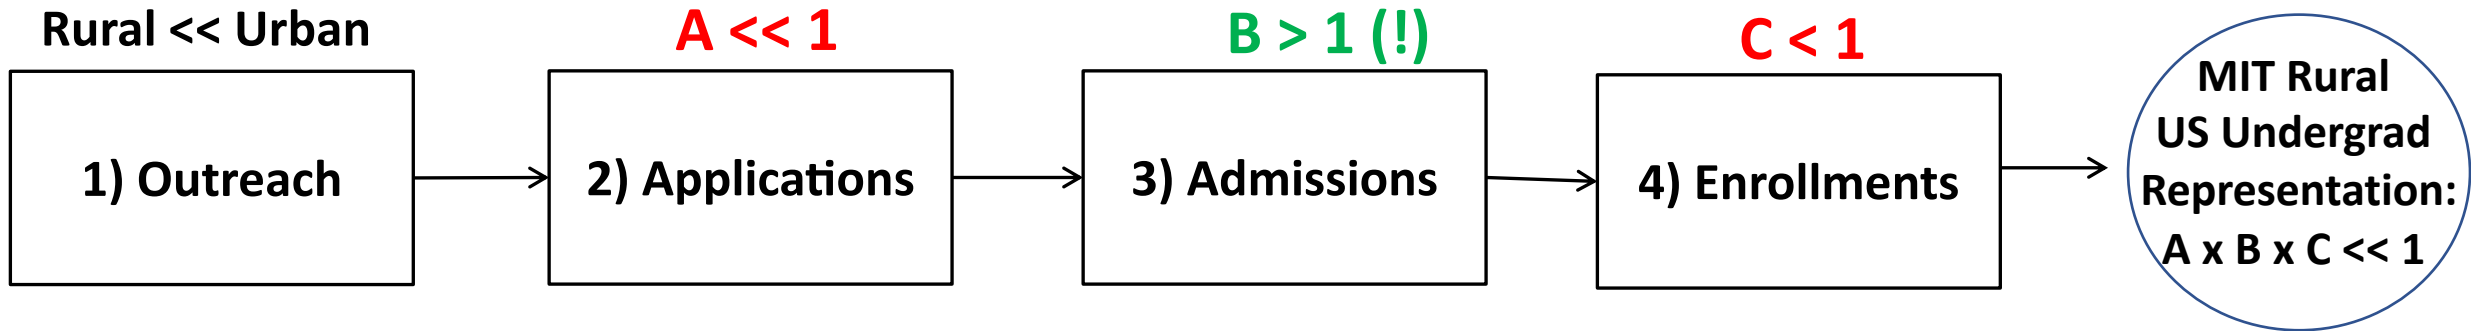 Rural << Urban
1) Outreach
A << 1
2) Applications
B > 1 (!)
3) Admissions
C < 1
4) Enrollments
MIT Rural
US Undergrad
Representation:
A x B x C << 1